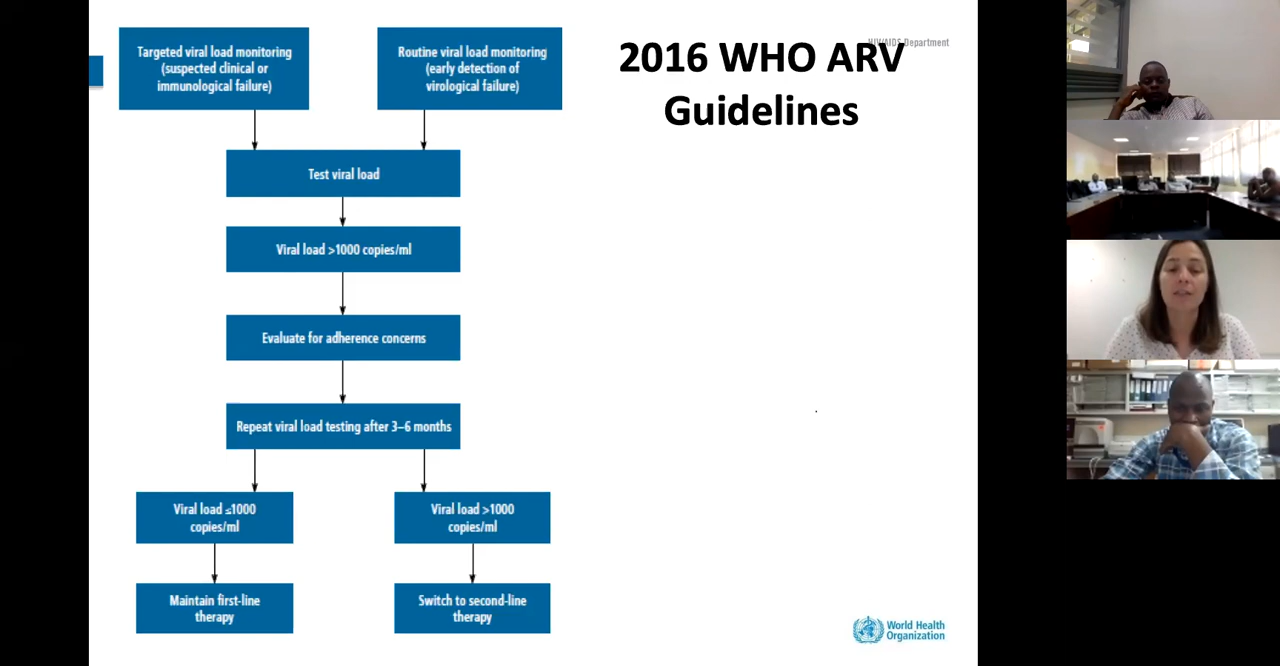 Targeted viral load monitoring
(suspected clinical or
immunological failure)
Routine viral load monitoring
(early detection of
virological failure)
HIV/AIDS Department
2016 WHO ARV
Guidelines
Test viral load
Viral load >1000 copies/ml
Evaluate for adherence concerns
Repeat viral load testing after 3–6 months
Viral load ≤1000
copies/ml
Viral load >1000
copies/ml
Maintain first-line
therapy
Switch to second-line
therapy
World Health
Organization